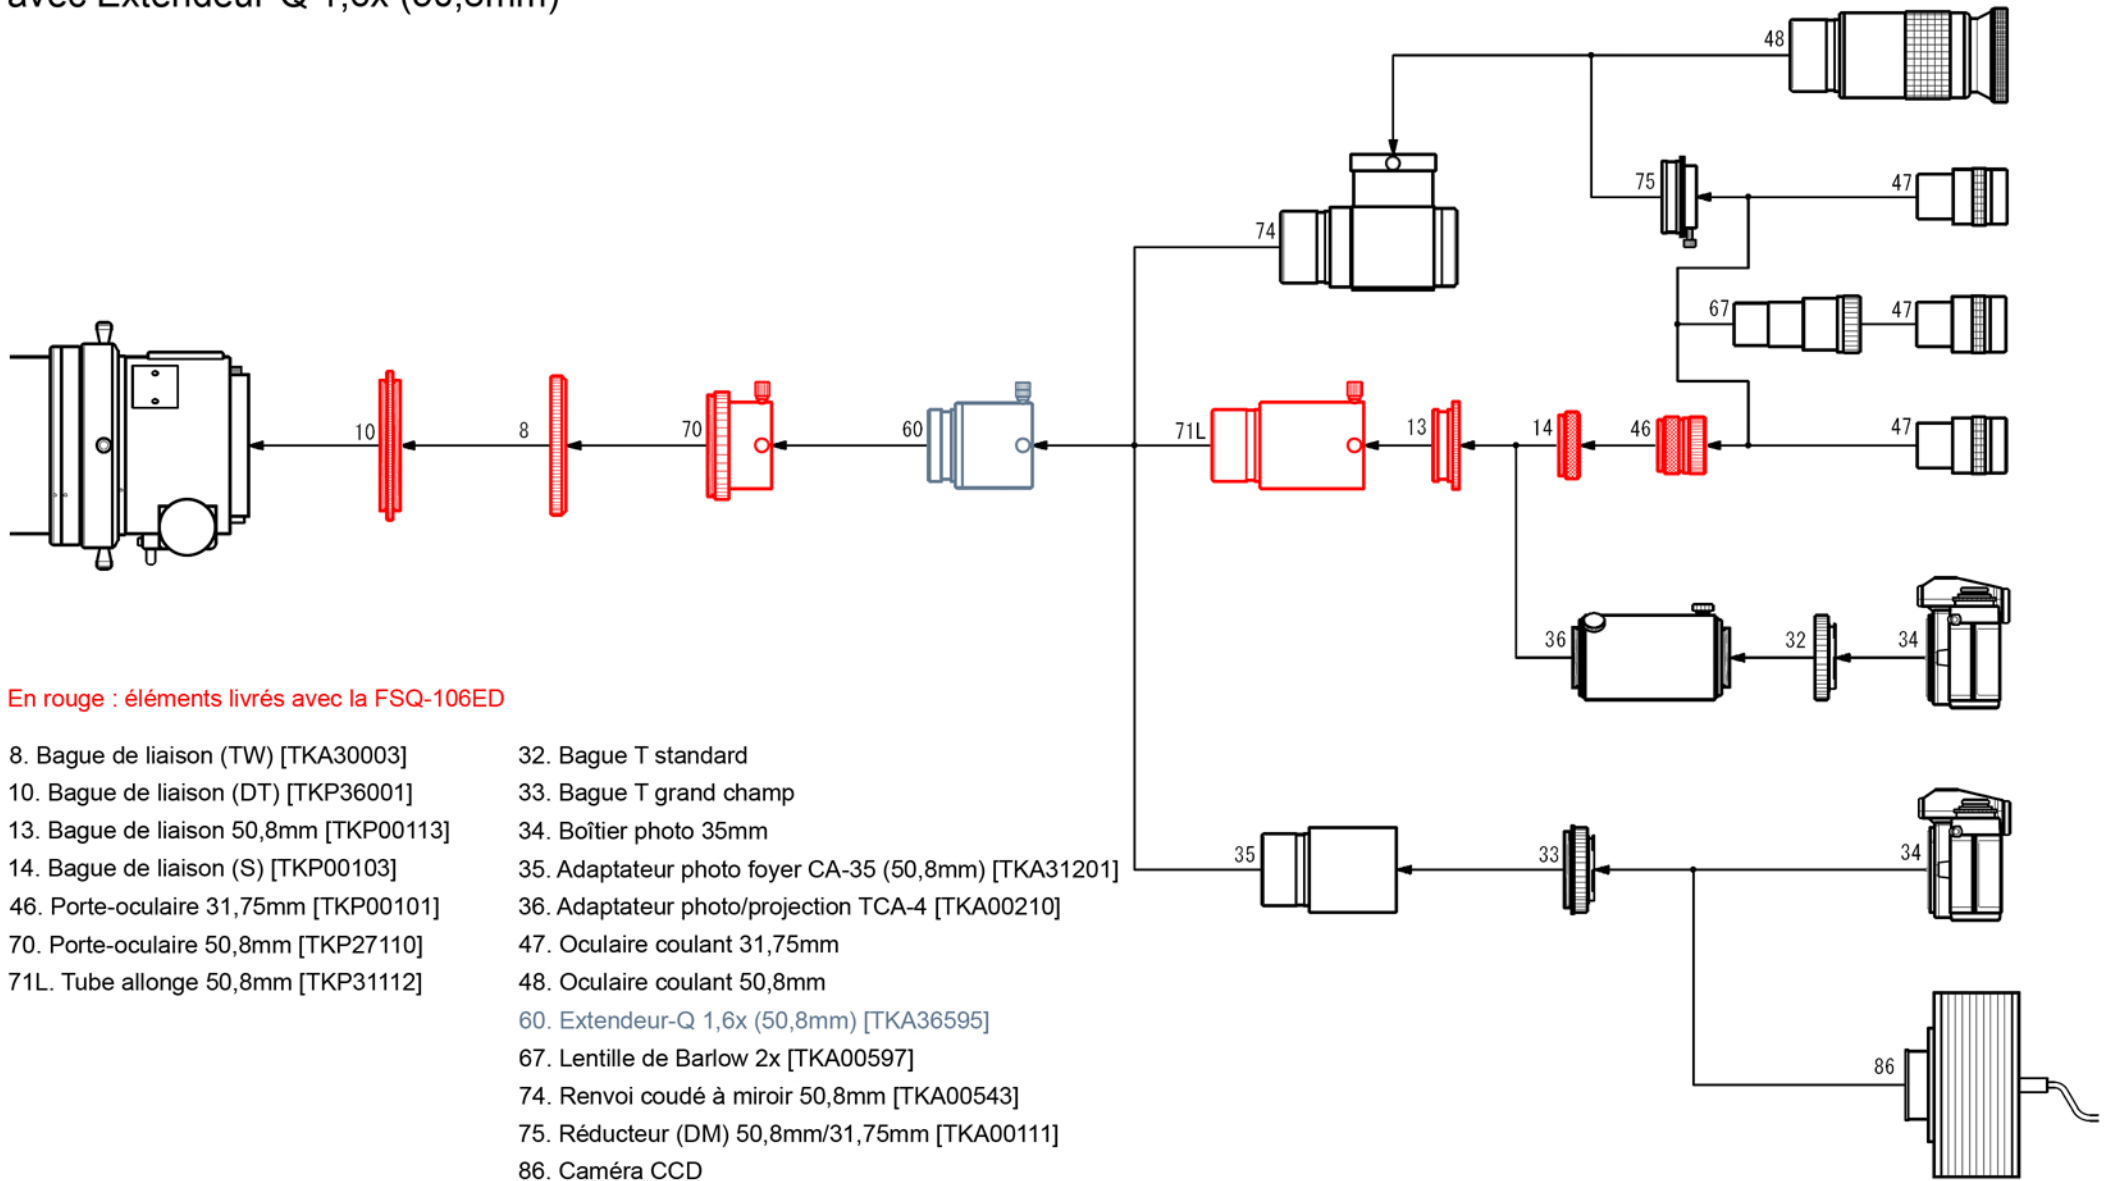 avec Extendeur-Q 1,6x (50,8mm)
48
75
47
74
67
47
10
8
70
60
71L
13
14
46
47
36
32
34
35
33
34
86
En rouge : éléments livrés avec la FSQ-106ED
8. Bague de liaison (TW) [TKA30003]
10. Bague de liaison (DT) [TKP36001]
13. Bague de liaison 50,8mm [TKP00113]
14. Bague de liaison (S) [TKP00103]
46. Porte-oculaire 31,75mm [TKP00101]
70. Porte-oculaire 50,8mm [TKP27110]
71L. Tube allonge 50,8mm [TKP31112]
32. Bague T standard
33. Bague T grand champ
34. Boîtier photo 35mm
35. Adaptateur photo foyer CA-35 (50,8mm) [TKA31201]
36. Adaptateur photo/projection TCA-4 [TKA00210]
47. Oculaire coulant 31,75mm
48. Oculaire coulant 50,8mm
60. Extendeur-Q 1,6x (50,8mm) [TKA36595]
67. Lentille de Barlow 2x [TKA00597]
74. Renvoi coudé à miroir 50,8mm [TKA00543]
75. Réducteur (DM) 50,8mm/31,75mm [TKA00111]
86. Caméra CCD